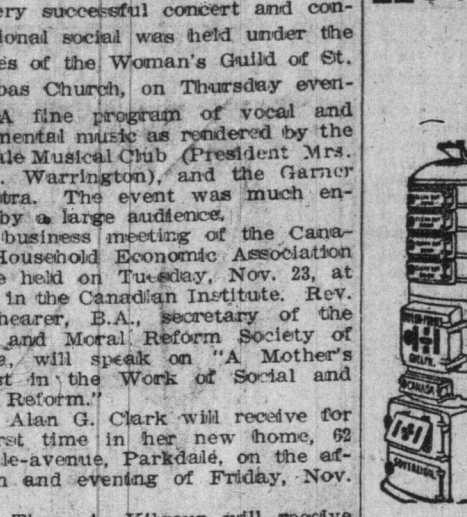 ery successful concert and con-
ional social was held under the
es of the Woman's Guild of St.
bas Church, on Thursday even-
A fine program of vocal and
mental music as rendered by the
ale Musical Club (President Mrs.
. Warrington), and the Garner
tra. The event was much en-
by a large audience.
business meeting of the Cana-
Household Economic Association
e held on Tuesday, Nov. 23, at
in the Canadian Institute. Rev.
hearer, B.A., secretary of the
and Moral Reform Society of
e, will speak on "A Mother's
st in the Work of Social and
Reform."
Alan G. Clark will receive for
rst time in her new home, 62
le-avenue, Parkdale, on the af-
n and evening of Friday, Nov.
will receive
GUELPH.
CANADA
SOVEREIGN